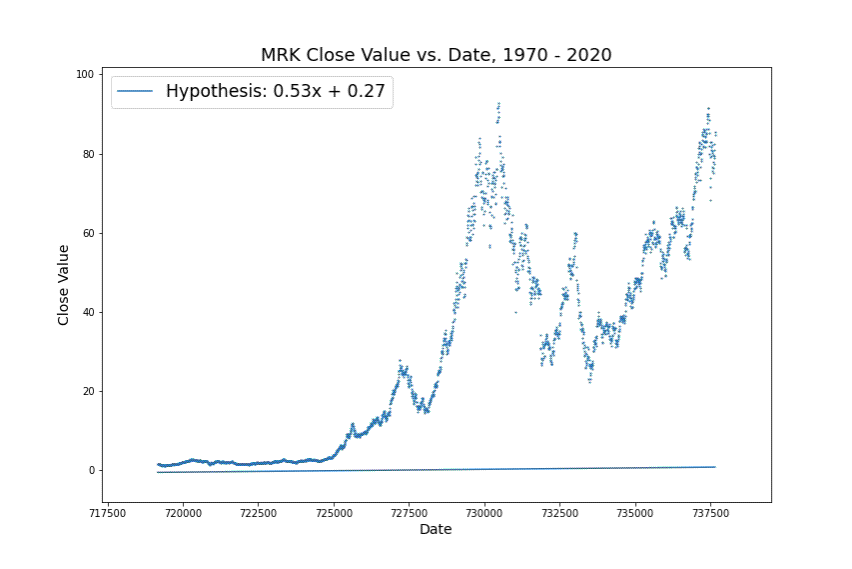 MRK Close Value vs. Date, 1970 - 2020
Hypothesis: 0.53x + 0.27
Close Value
100
80
60
40
20
0
717500 720000 722500 725000 727500 730000 732500 735000 737500
Date